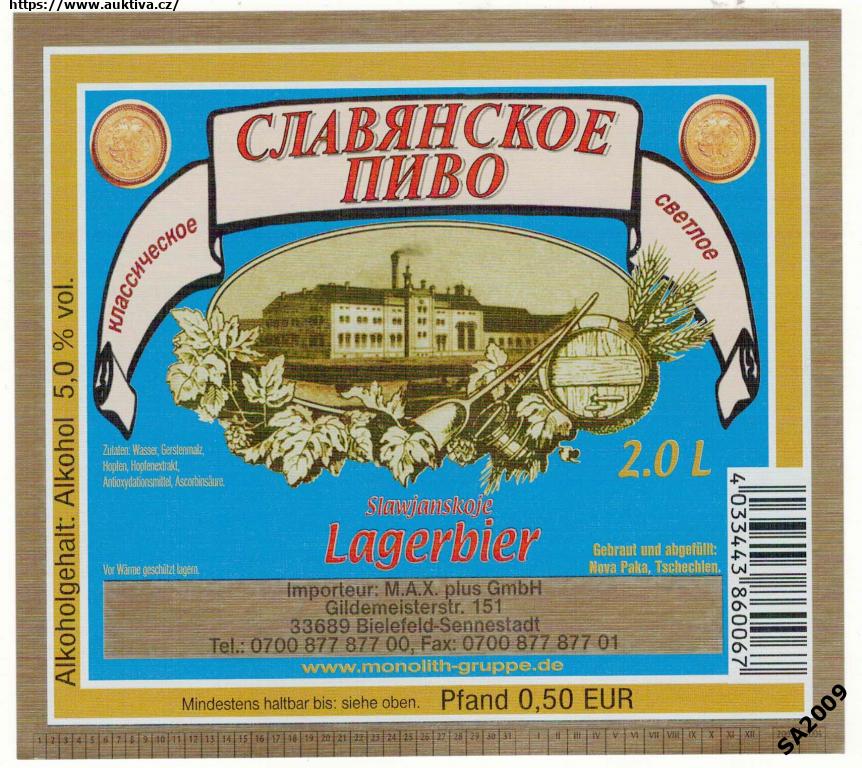 https://www.auktiva.cz/
СЛАВЯНСКОЕ
ПИВО
классическое
светлое
Alkoholgehalt: Alkohol 5,0 % vol.
Zutaten: Wasser, Gerstenmalz,
Hopfen, Hopfenextrakt,
Antioxydationsmittel, Ascorbinsäure.
2.0 L
Slawjanskoje
Lagerbier
Vor Wärme geschützt lagern.
Gebraut und abgefüllt:
Nova Paka, Tschechien.
4 033443 860067
Importeur: M.A.X. plus GmbH
Gildemeisterstr. 151
33689 Bielefeld-Sennestadt
Tel.: 0700 877 877 00, Fax: 0700 877 877 01
www.monolith-gruppe.de
Mindestens haltbar bis: siehe oben. Pfand 0,50 EUR
1 2 3 4 5 6 7 8 9 10 11 12 13 14 15 16 17 18 19 20 21 22 23 24 25 26 27 28 29 30 31 II III IV V VI VII VIII IX X XI XII
SA2009